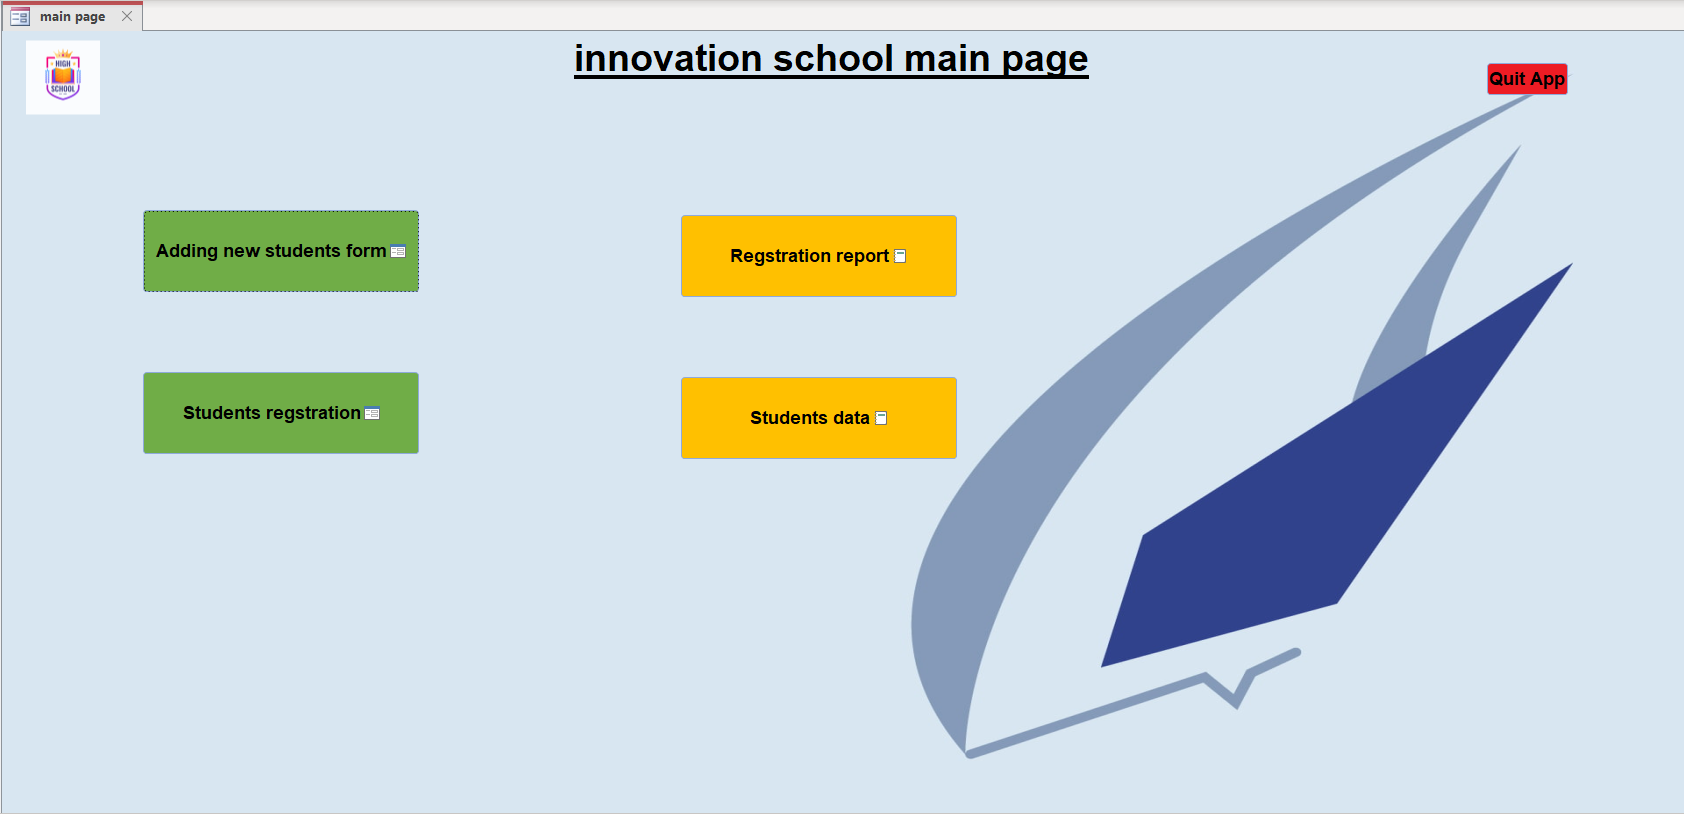 main page
HIGH
SCHOOL
innovation school main page
Quit App
Adding new students form
Regstration report
Students regstration
Students data